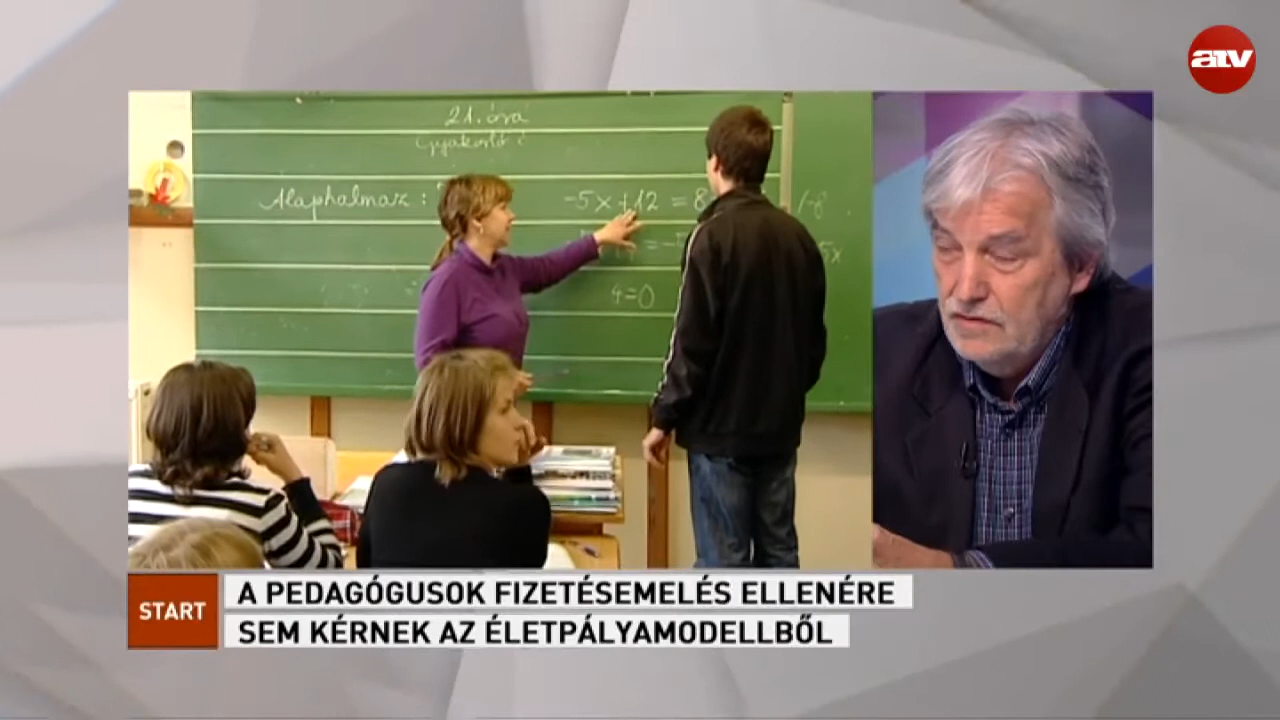 atv
21. óra
Gyakorló
Alaphalmaz :
-5x+12 = 8
4=0
START
A PEDAGÓGUSOK FIZETÉSEMELÉS ELLENÉRE
SEM KÉRNEK AZ ÉLETPÁLYAMODELLBŐL